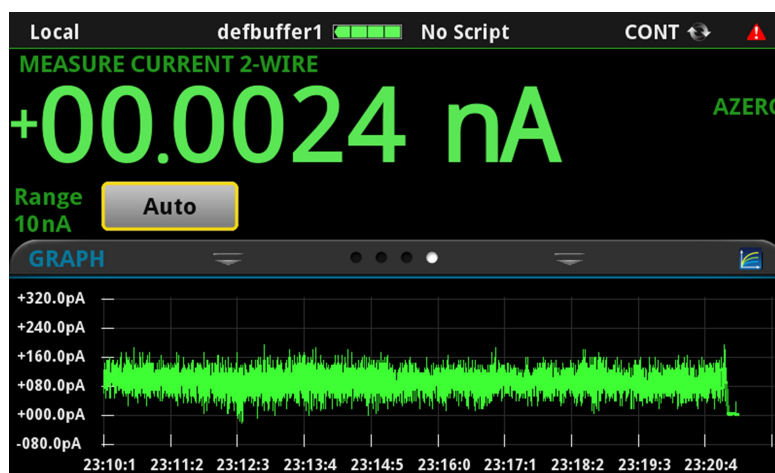 Local defbuffer1 No Script CONT
MEASURE CURRENT 2-WIRE
+00.0024 nA
AZERO
Range
10 nA
Auto
GRAPH
+320.0pA
+240.0pA
+160.0pA
+080.0pA
+000.0pA
-080.0pA
23:10:1 23:11:2 23:12:3 23:13:4 23:14:5 23:16:0 23:17:1 23:18:2 23:19:3 23:20:4